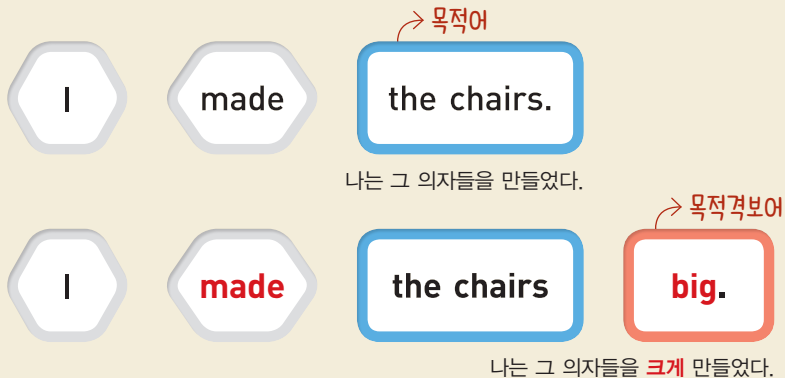 목적어
I made the chairs.
나는 그 의자들을 만들었다.
목적격보어
I made the chairs big.
나는 그 의자들을 크게 만들었다.